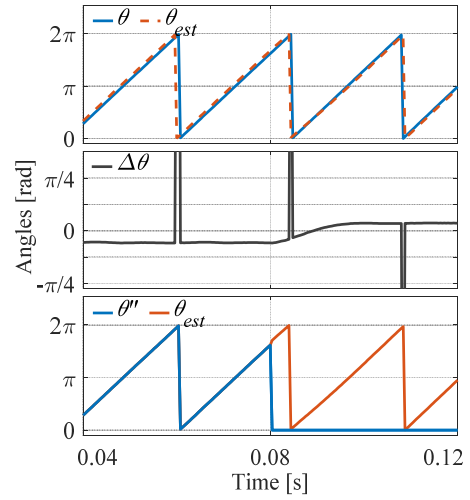 θ θest
2π
π
0
Δθ
π/4
0
-π/4
Angles [rad]
θ" θest
2π
π
0
0.04 0.08 0.12
Time [s]